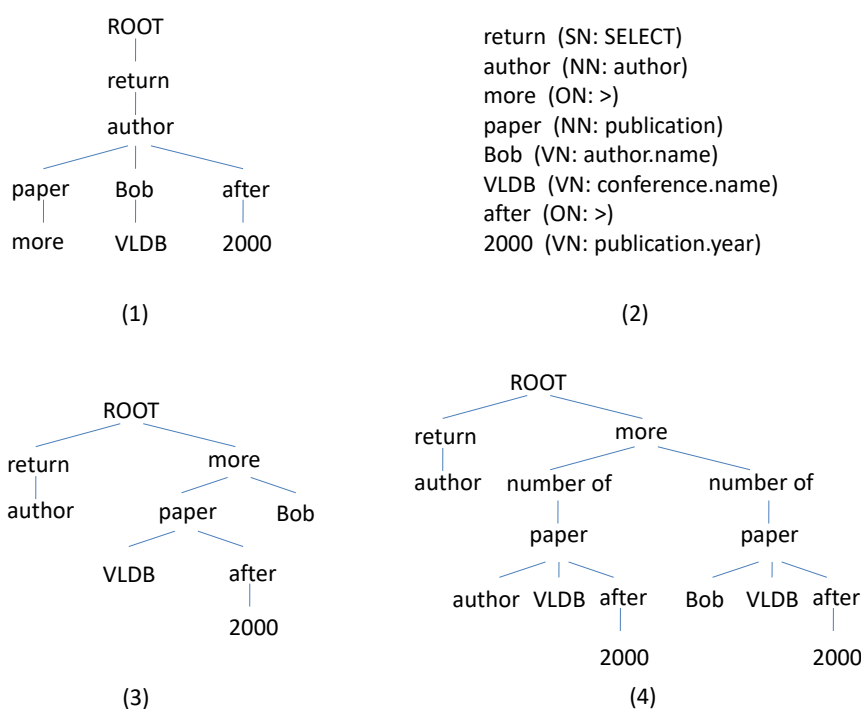 ROOT
return
author
paper Bob after
more VLDB 2000
(1)
return (SN: SELECT)
author (NN: author)
more (ON: >)
paper (NN: publication)
Bob (VN: author.name)
VLDB (VN: conference.name)
after (ON: >)
2000 (VN: publication.year)
(2)
ROOT
return more
author paper Bob
VLDB after
2000
(3)
ROOT
return more
author number of number of
paper paper
author VLDB after Bob VLDB after
2000 2000
(4)